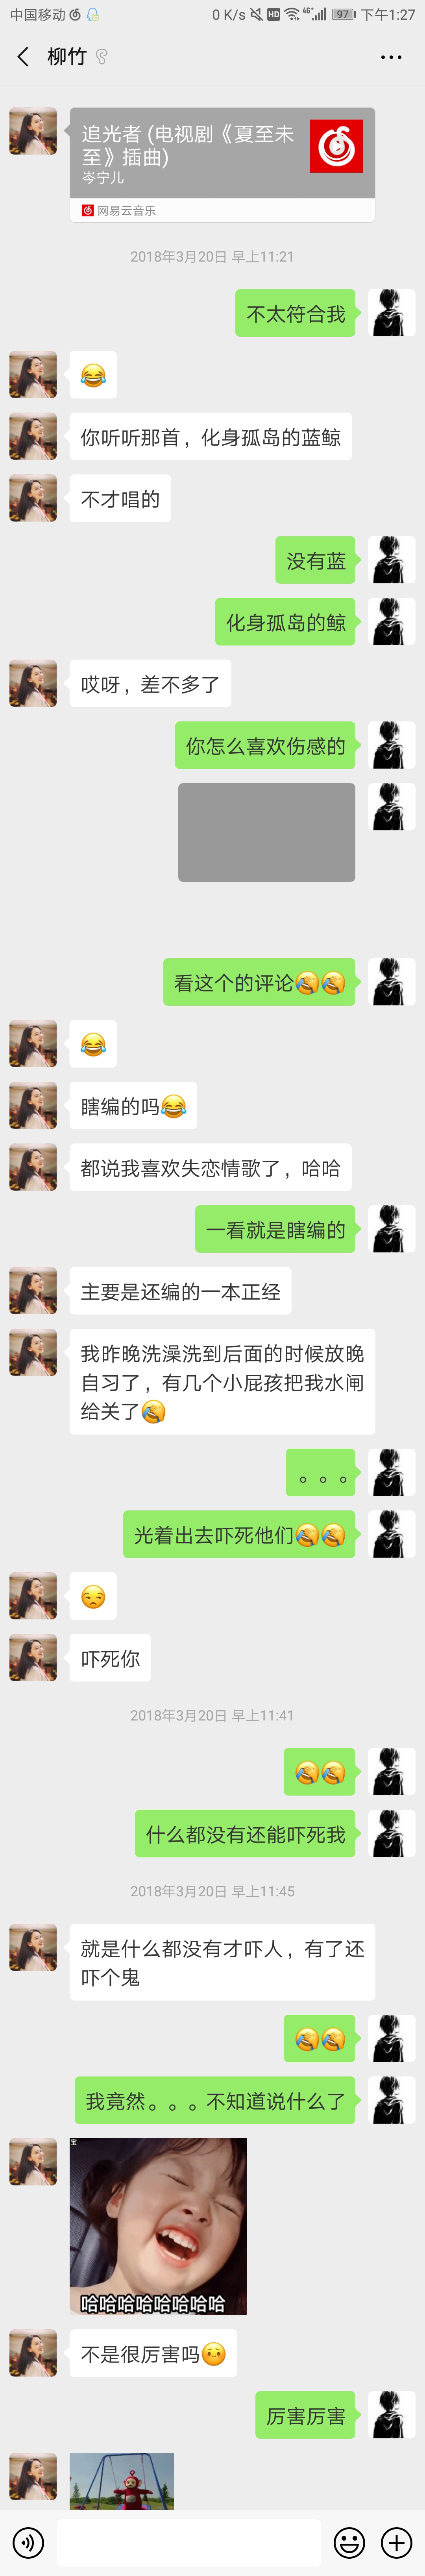 中国移动
0 K/s HD 4G 97 下午1:27
柳竹
追光者 (电视剧《夏至未
至》插曲)
岑宁儿
网易云音乐
2018年3月20日 早上11:21
不太符合我
😂
你听听那首，化身孤岛的蓝鲸
不才唱的
没有蓝
化身孤岛的鲸
哎呀，差不多了
你怎么喜欢伤感的
看这个的评论🤣🤣
😂
瞎编的吗😂
都说我喜欢失恋情歌了，哈哈
一看就是瞎编的
主要是还编的一本正经
我昨晚洗澡洗到后面的时候放晚
自习了，有几个小屁孩把我水闸
给关了🤣
。。。
光着出去吓死他们🤣🤣
😒
吓死你
2018年3月20日 早上11:41
🤣🤣
什么都没有还能吓死我
2018年3月20日 早上11:45
就是什么都没有才吓人，有了还
吓个鬼
🤣🤣
我竟然。。。不知道说什么了
宝
哈哈哈哈哈哈哈哈
不是很厉害吗😶
厉害厉害